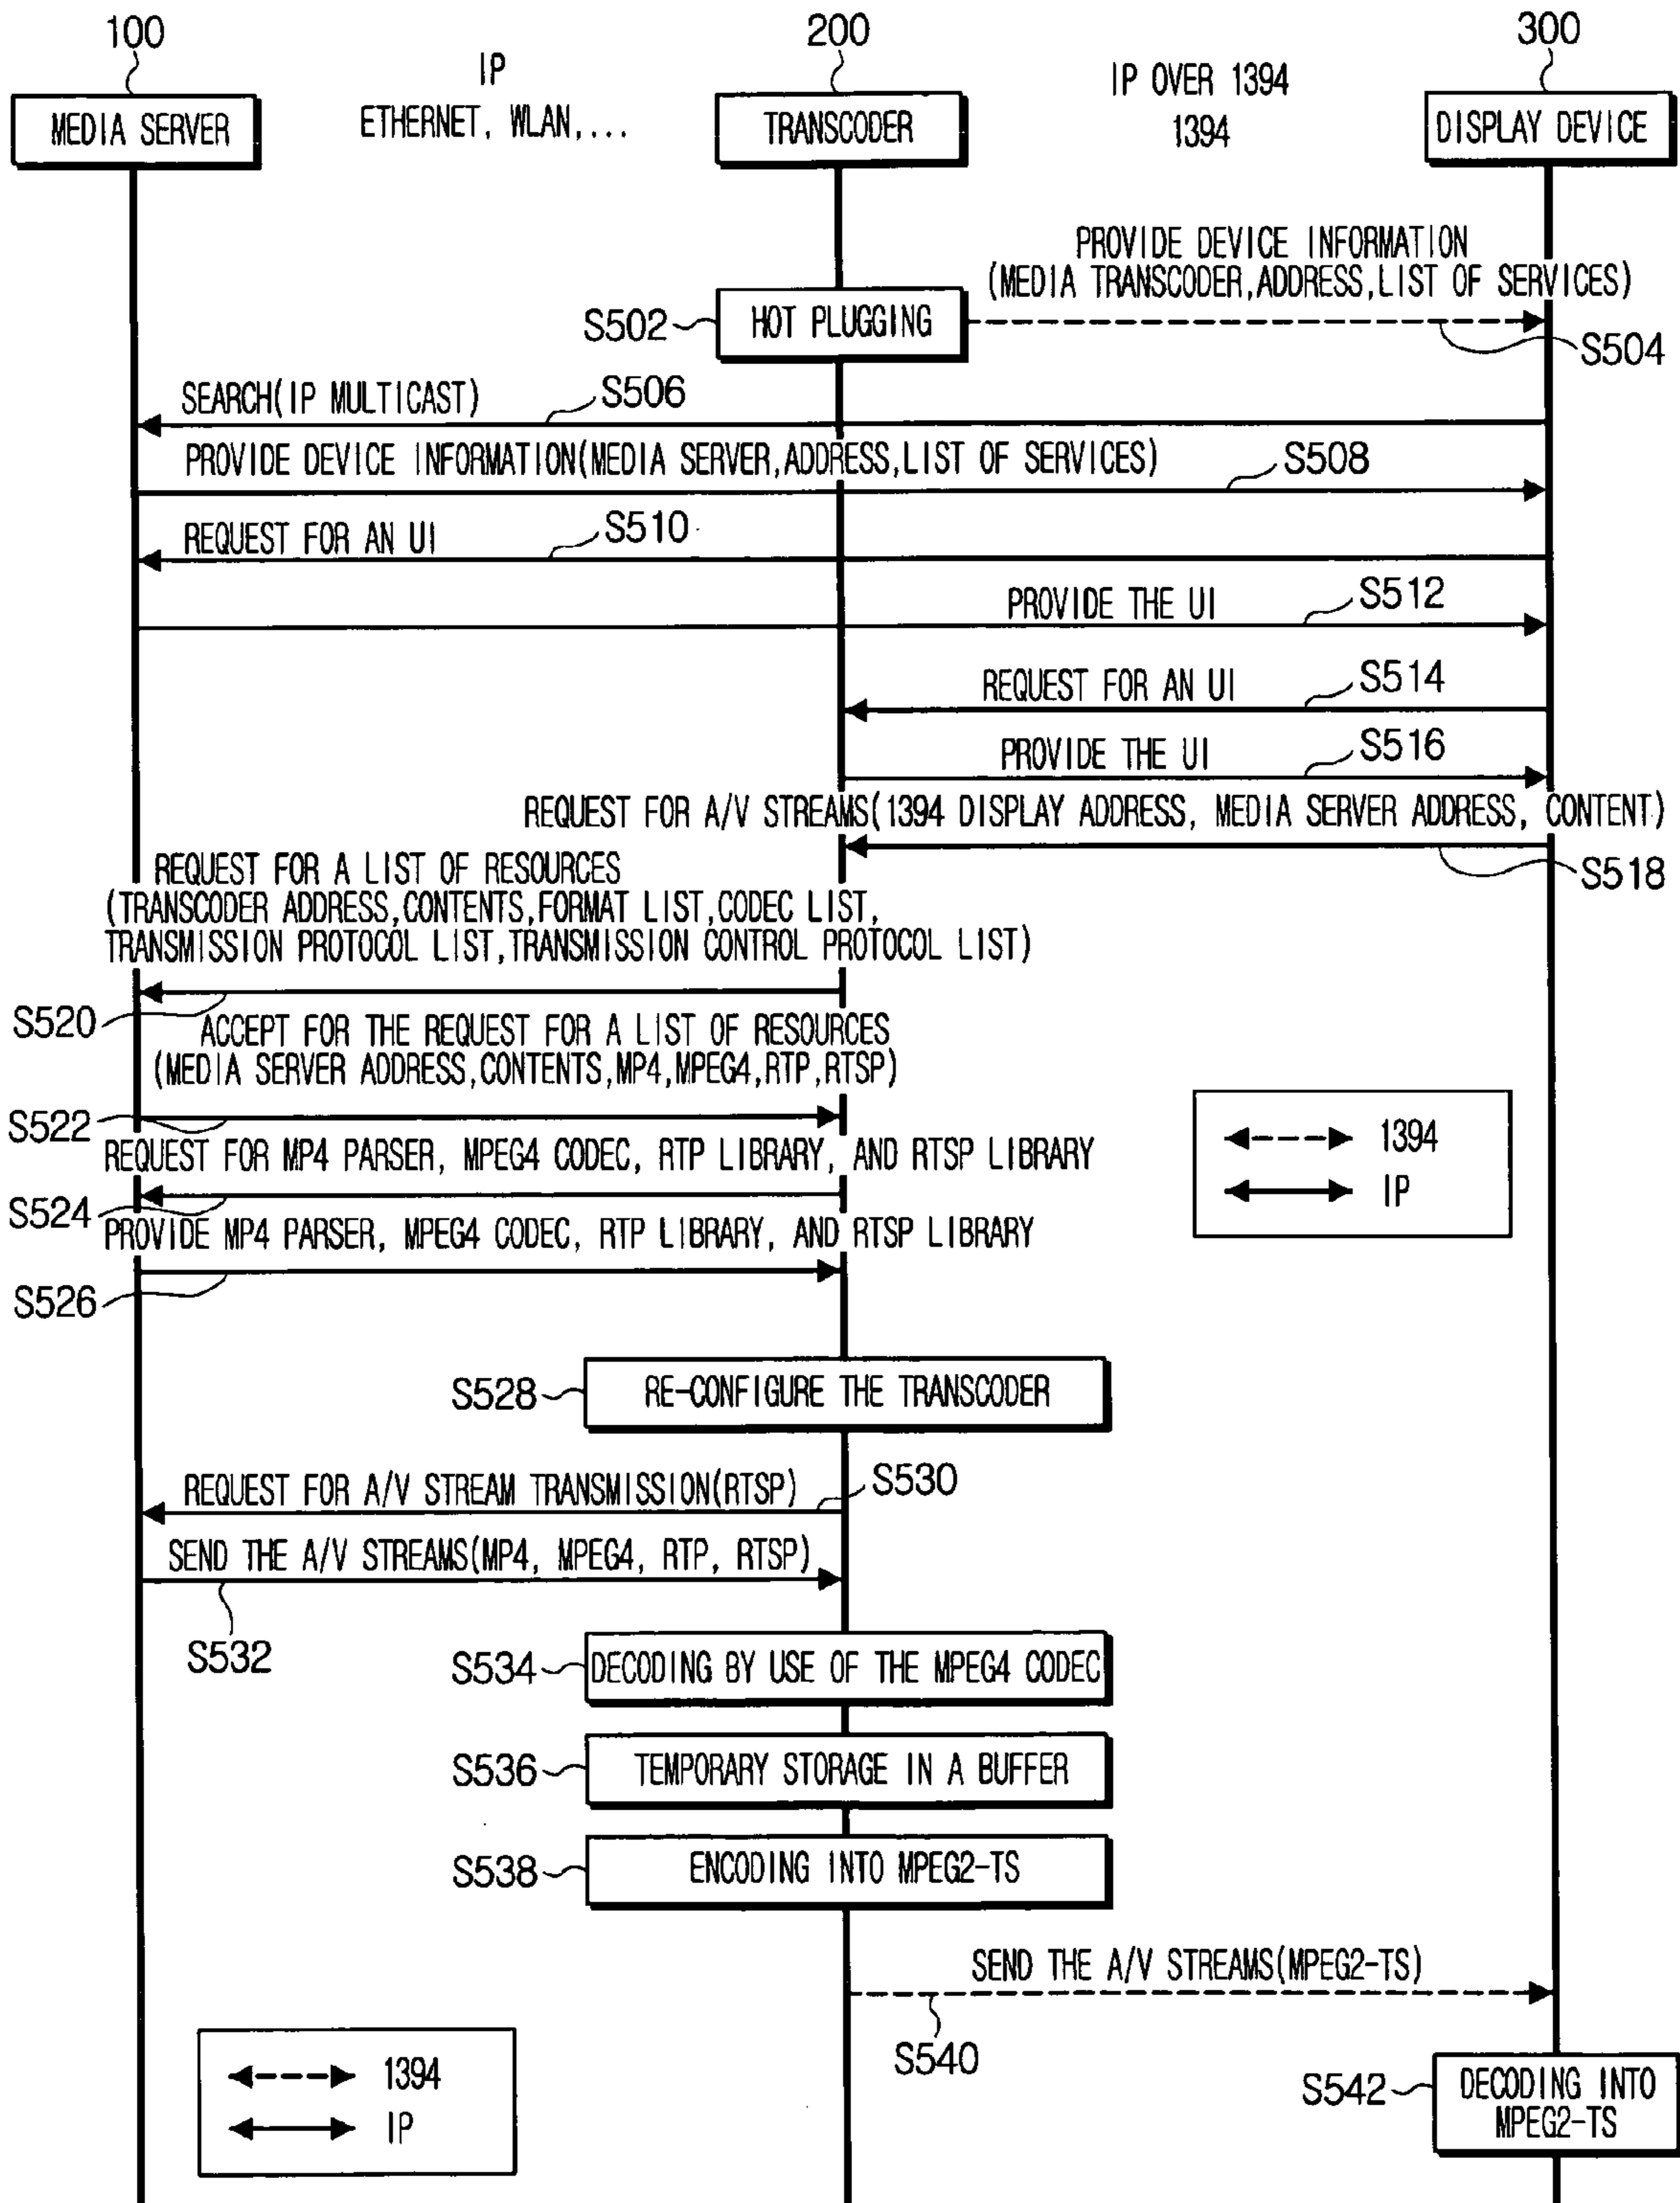 100
200
300
IP
ETHERNET, WLAN,...
IP OVER 1394
1394
MEDIA SERVER
TRANSCODER
DISPLAY DEVICE
PROVIDE DEVICE INFORMATION
(MEDIA TRANSCODER,ADDRESS,LIST OF SERVICES)
S502
HOT PLUGGING
S504
SEARCH(IP MULTICAST)
S506
PROVIDE DEVICE INFORMATION(MEDIA SERVER,ADDRESS,LIST OF SERVICES)
S508
REQUEST FOR AN UI
S510
PROVIDE THE UI
S512
REQUEST FOR AN UI
S514
PROVIDE THE UI
S516
REQUEST FOR A/V STREAMS(1394 DISPLAY ADDRESS, MEDIA SERVER ADDRESS, CONTENT)
S518
REQUEST FOR A LIST OF RESOURCES
(TRANSCODER ADDRESS,CONTENTS,FORMAT LIST,CODEC LIST,
TRANSMISSION PROTOCOL LIST,TRANSMISSION CONTROL PROTOCOL LIST)
S520
ACCEPT FOR THE REQUEST FOR A LIST OF RESOURCES
(MEDIA SERVER ADDRESS,CONTENTS,MP4,MPEG4,RTP,RTSP)
S522
REQUEST FOR MP4 PARSER, MPEG4 CODEC, RTP LIBRARY, AND RTSP LIBRARY
1394
IP
S524
PROVIDE MP4 PARSER, MPEG4 CODEC, RTP LIBRARY, AND RTSP LIBRARY
S526
S528
RE-CONFIGURE THE TRANSCODER
REQUEST FOR A/V STREAM TRANSMISSION(RTSP)
S530
SEND THE A/V STREAMS(MP4, MPEG4, RTP, RTSP)
S532
S534
DECODING BY USE OF THE MPEG4 CODEC
S536
TEMPORARY STORAGE IN A BUFFER
S538
ENCODING INTO MPEG2-TS
SEND THE A/V STREAMS(MPEG2-TS)
S540
1394
IP
S542
DECODING INTO
MPEG2-TS